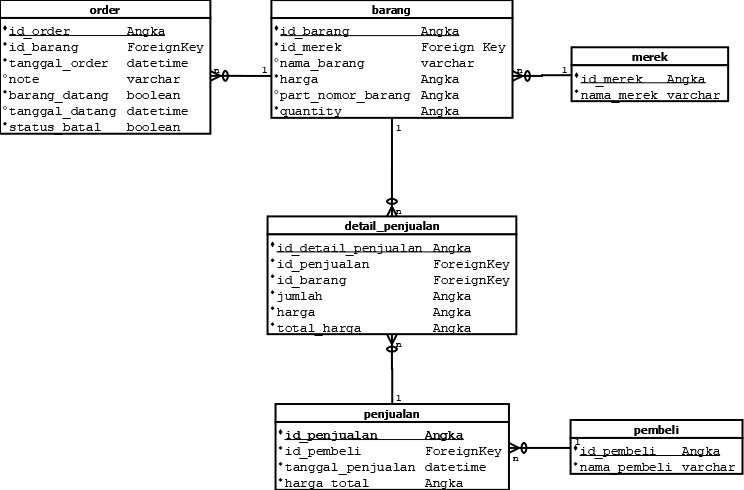 order
id_order Angka
id_barang ForeignKey
tanggal_order datetime
note varchar
barang_datang boolean
tanggal_datang datetime
status_batal boolean
n
1
barang
id_barang Angka
id_merek Foreign Key
nama_barang varchar
harga Angka
part_nomor_barang Angka
quantity Angka
n
1
merek
id_merek Angka
nama_merek varchar
1
n
detail_penjualan
id_detail_penjualan Angka
id_penjualan ForeignKey
id_barang ForeignKey
jumlah Angka
harga Angka
total_harga Angka
n
1
penjualan
id_penjualan Angka
id_pembeli ForeignKey
tanggal_penjualan datetime
harga_total Angka
n
1
pembeli
id_pembeli Angka
nama_pembeli varchar